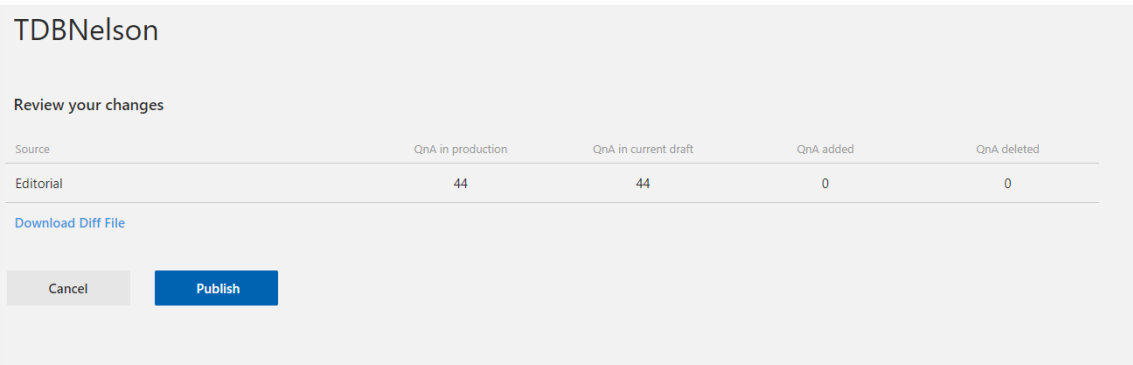 TDBNelson
Review your changes
Source QnA in production QnA in current draft QnA added QnA deleted
Editorial 44 44 0 0
Download Diff File
Cancel Publish